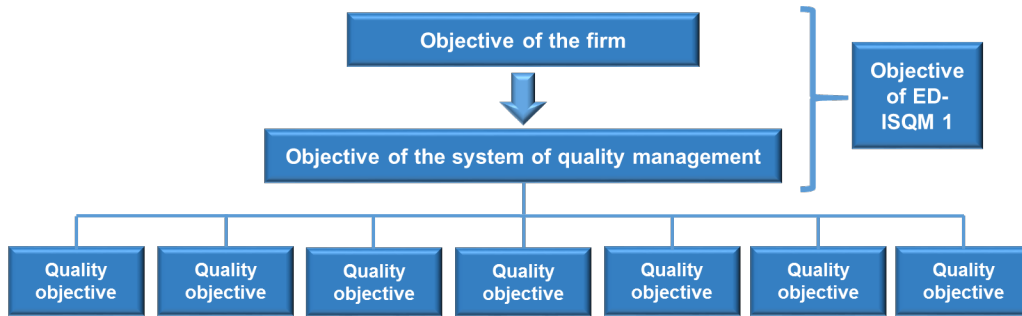 Objective of the firm
Objective
of ED-
ISQM 1
Objective of the system of quality management
Quality
objective
Quality
objective
Quality
objective
Quality
objective
Quality
objective
Quality
objective
Quality
objective